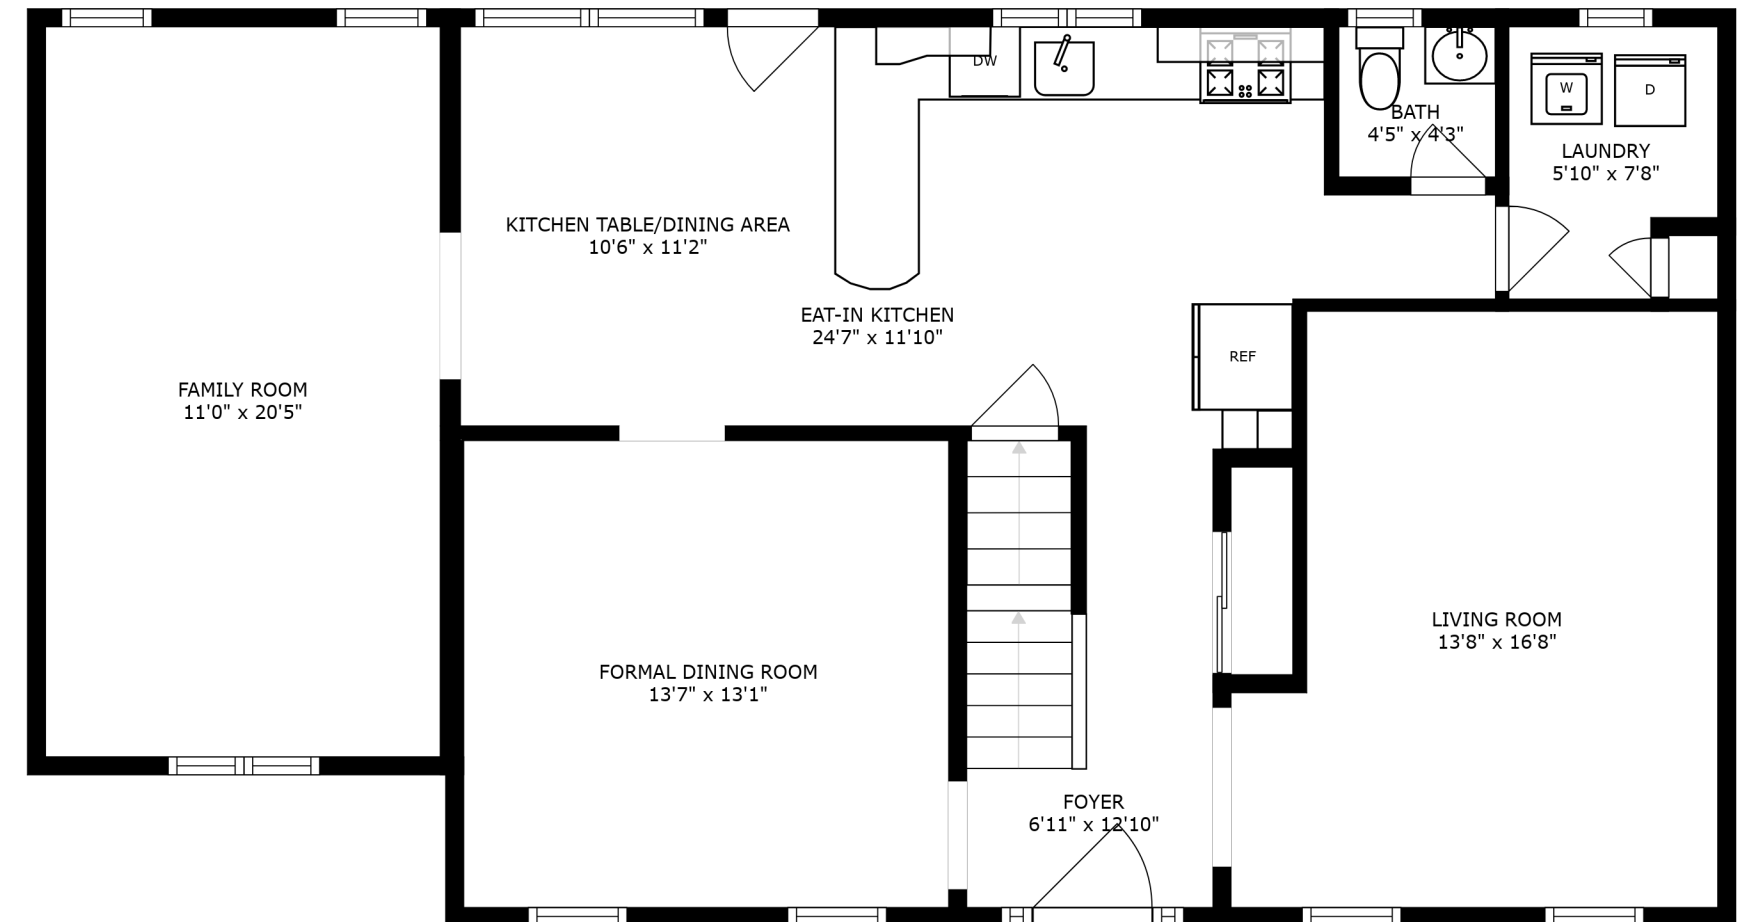 DW
W
D
BATH
4'5" x 4'3"
LAUNDRY
5'10" x 7'8"
KITCHEN TABLE/DINING AREA
10'6" x 11'2"
EAT-IN KITCHEN
24'7" x 11'10"
REF
FAMILY ROOM
11'0" x 20'5"
LIVING ROOM
13'8" x 16'8"
FORMAL DINING ROOM
13'7" x 13'1"
FOYER
6'11" x 12'10"